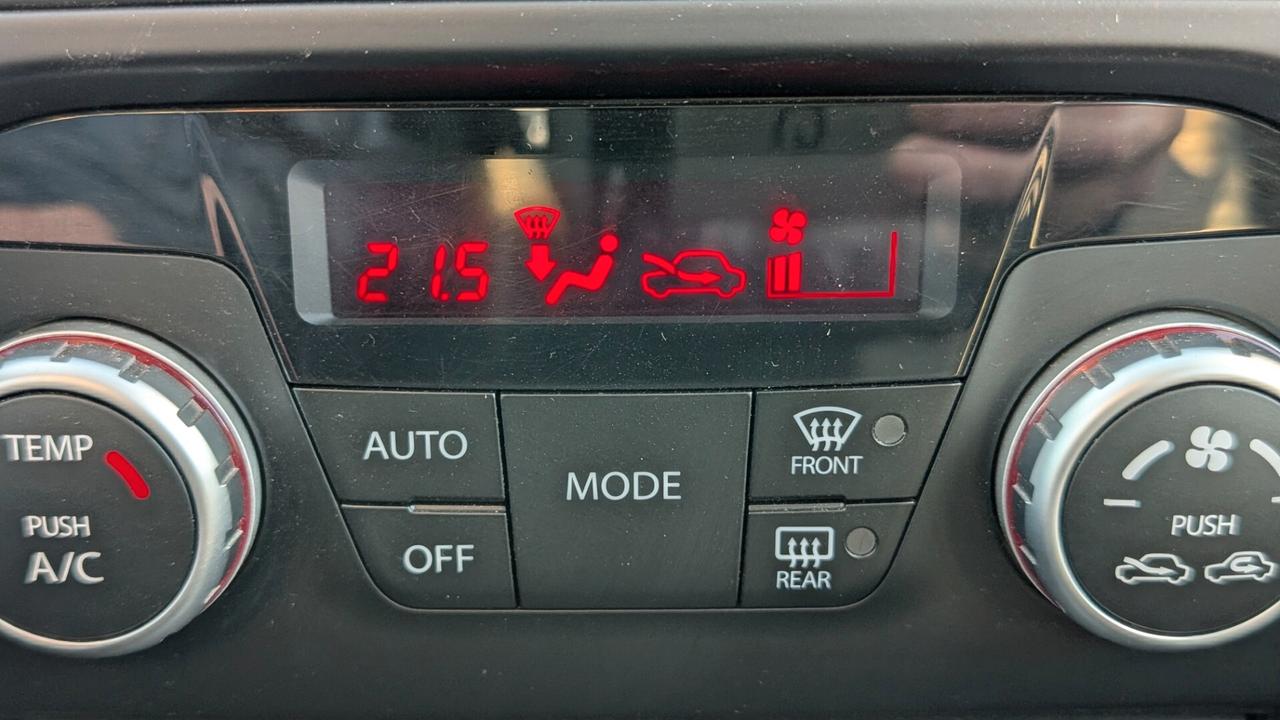 21.5
TEMP
PUSH
A/C
AUTO
OFF
MODE
FRONT
REAR
PUSH